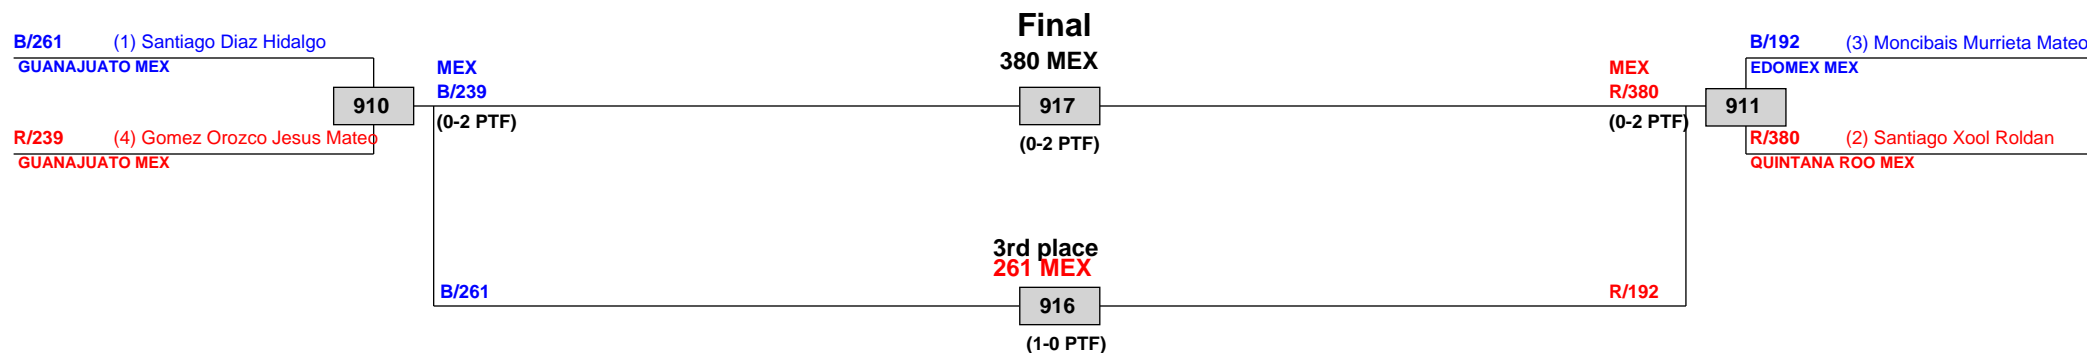 Final
380 MEX
B/261 (1) Santiago Diaz Hidalgo
GUANAJUATO MEX
910
R/239 (4) Gomez Orozco Jesus Mateo
GUANAJUATO MEX
MEX
B/239
(0-2 PTF)
917
(0-2 PTF)
MEX
R/380
(0-2 PTF)
B/192 (3) Moncibais Murrieta Mateo
EDOMEX MEX
911
R/380 (2) Santiago Xool Roldan
QUINTANA ROO MEX
3rd place
261 MEX
B/261
916
R/192
(1-0 PTF)